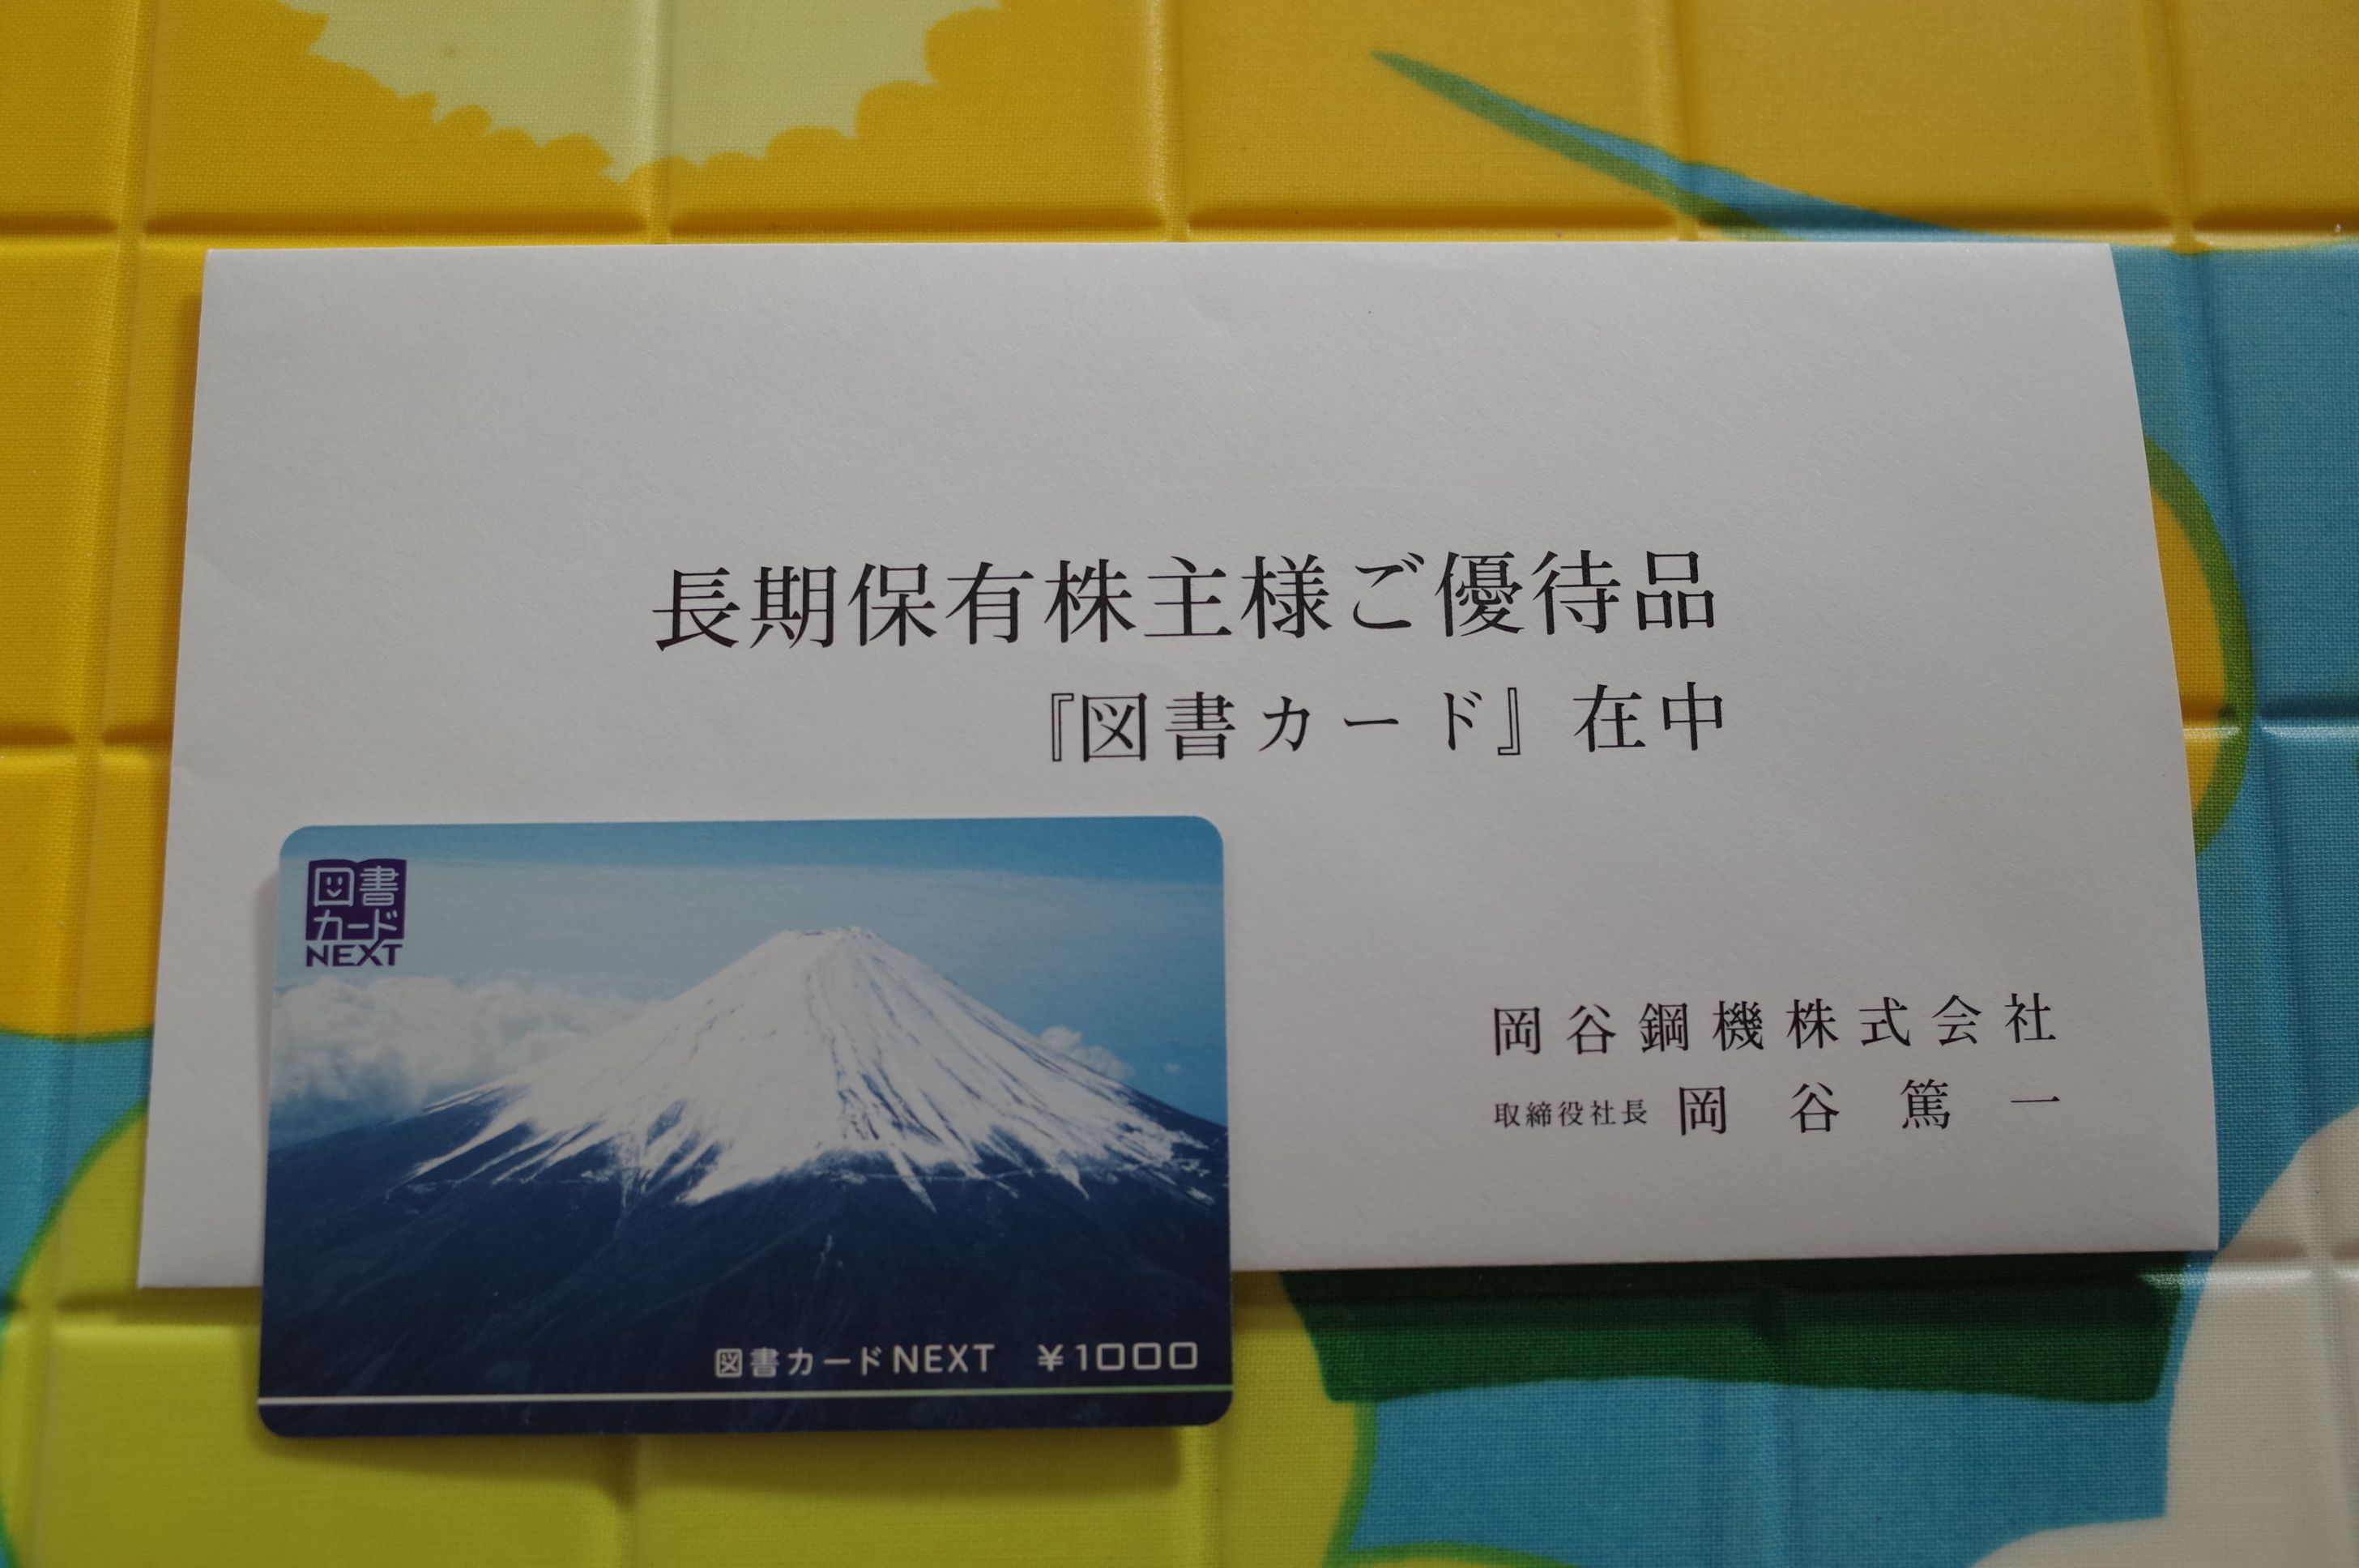 長期保有株主様ご優待品
『図書カード』在中
岡谷鋼機株式会社
取締役社長 岡谷篤一
図書
カード
NEXT
図書カードNEXT ¥1000